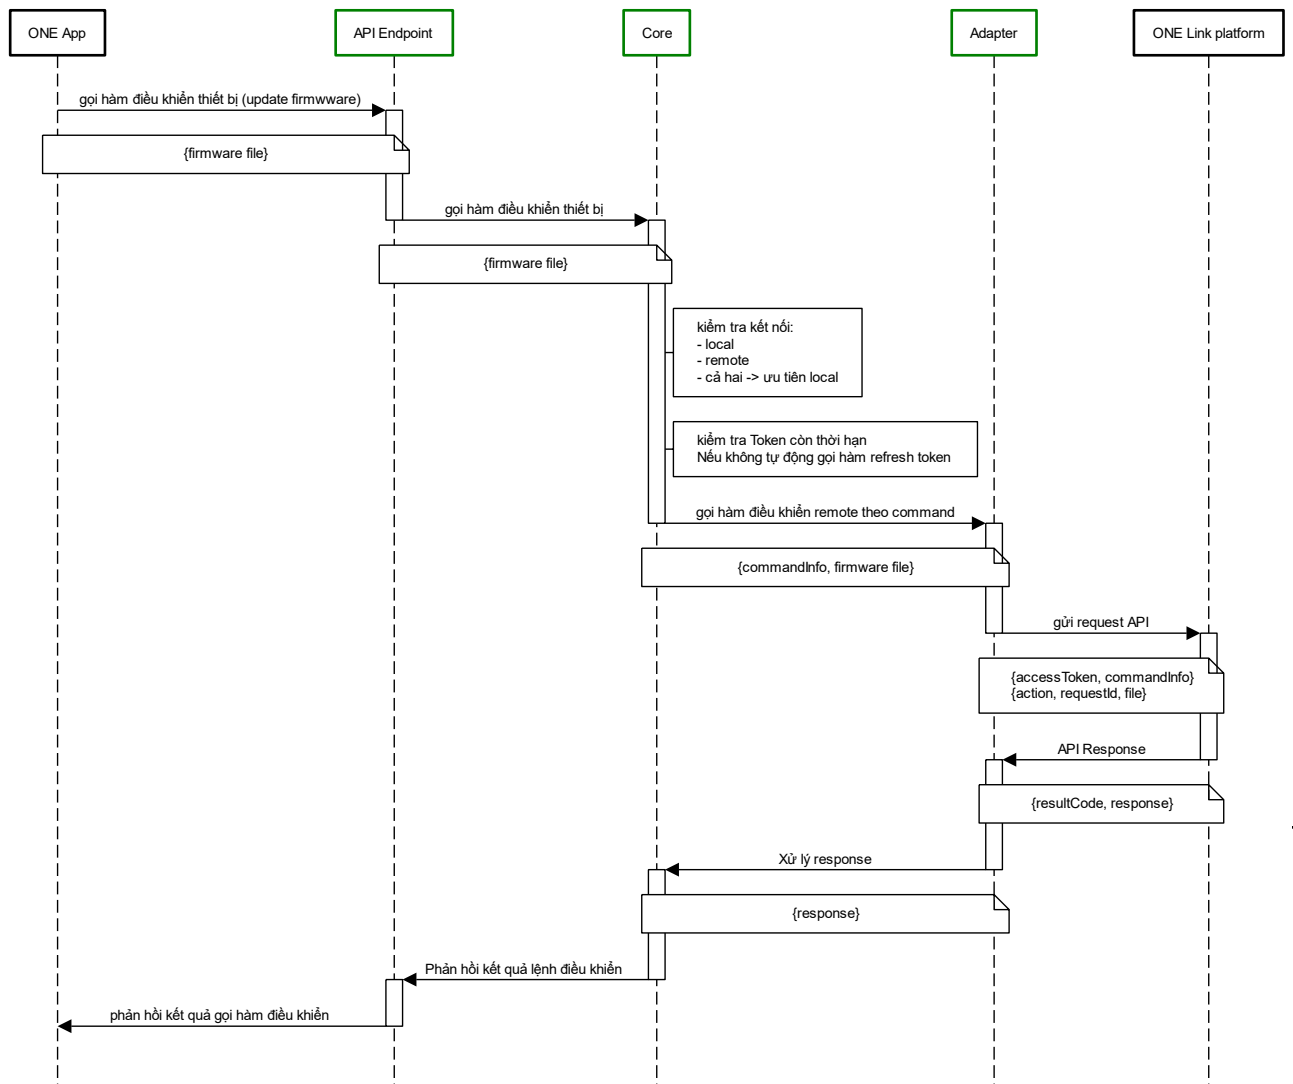 ONE App
API Endpoint
Core
Adapter
ONE Link platform
gọi hàm điều khiển thiết bị (update firmwware)
{firmware file}
gọi hàm điều khiển thiết bị
{firmware file}
kiểm tra kết nối:
- local
- remote
- cả hai -> ưu tiên local
kiểm tra Token còn thời hạn
Nếu không tự động gọi hàm refresh token
gọi hàm điều khiển remote theo command
{commandInfo, firmware file}
gửi request API
{accessToken, commandInfo}
{action, requestId, file}
API Response
{resultCode, response}
Xử lý response
{response}
Phản hồi kết quả lệnh điều khiển
phản hồi kết quả gọi hàm điều khiển